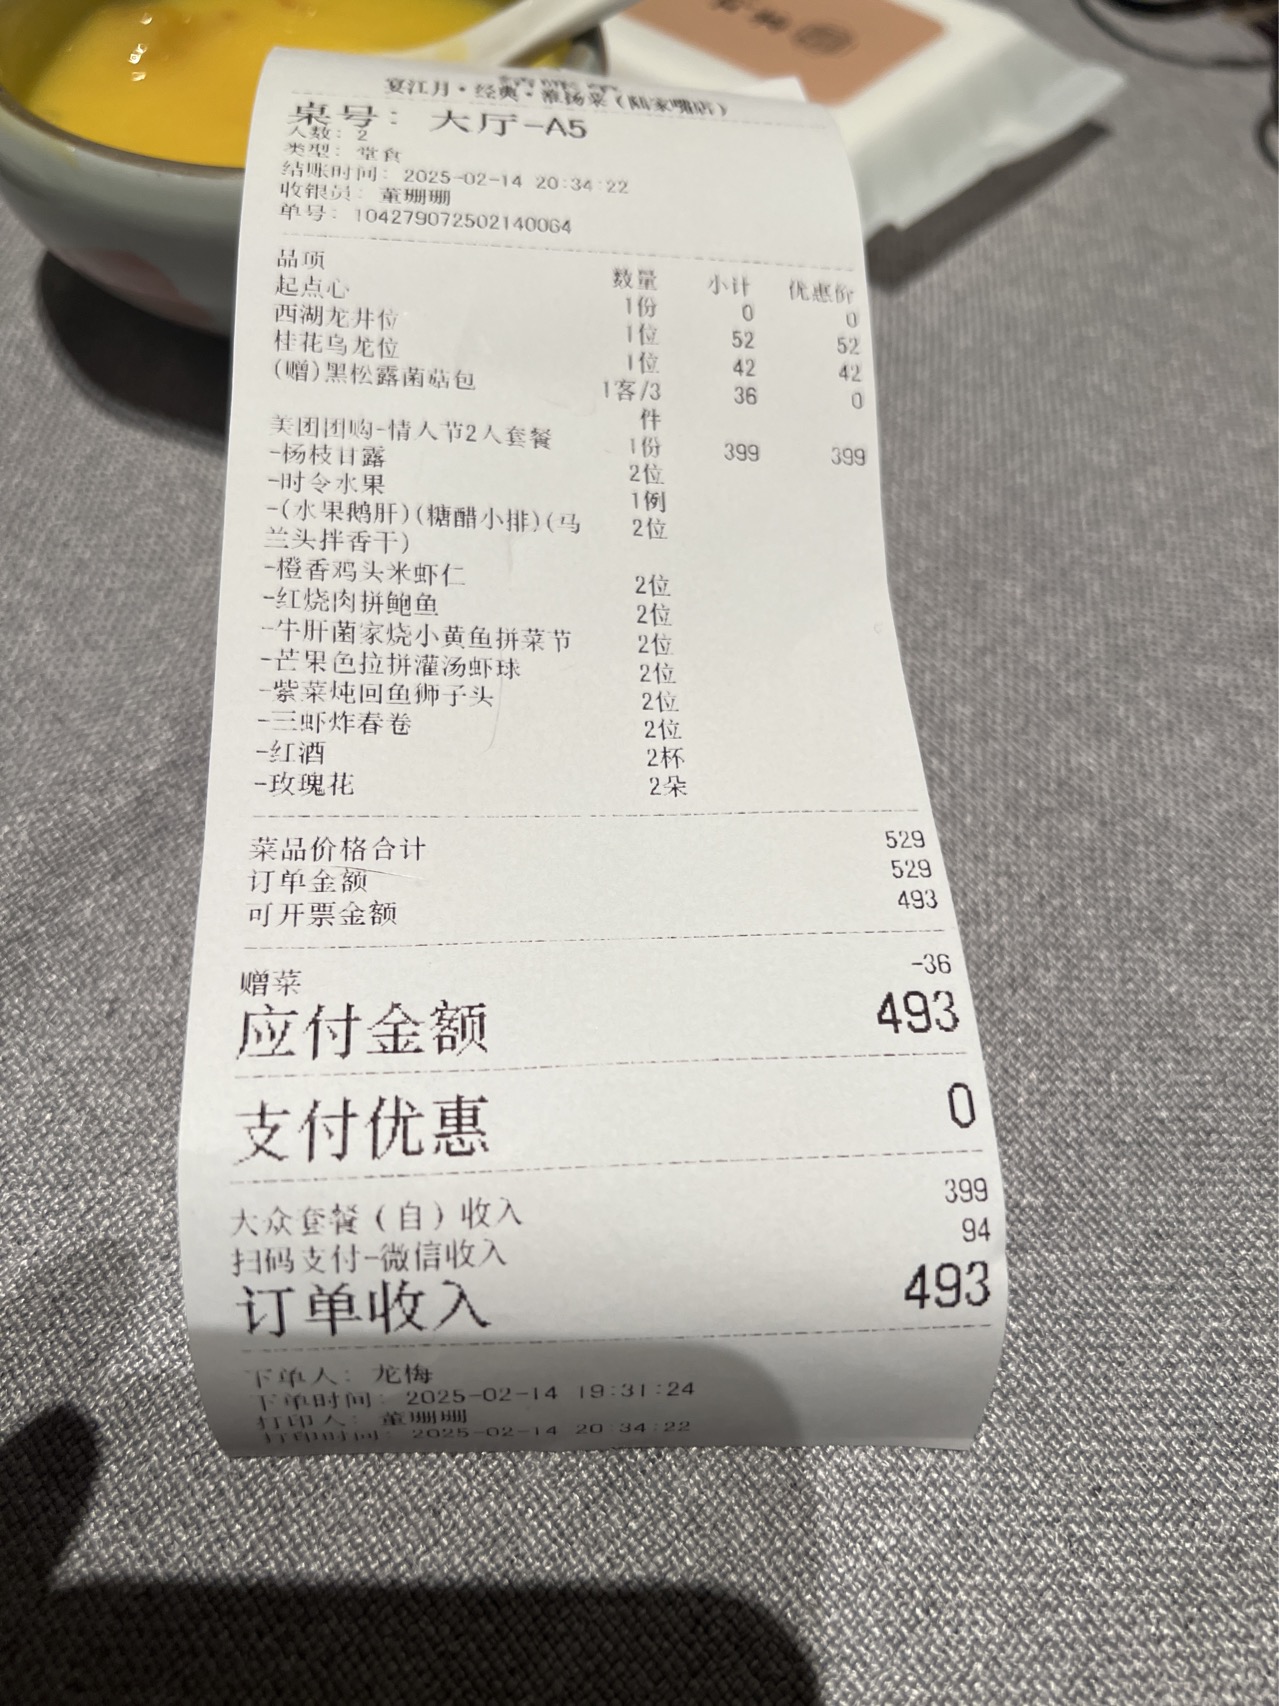 宴江月·经典·淮扬菜(陆家嘴店)
桌号：大厅-A5
人数：2
类型：堂食
结账时间：2025-02-14 20:34:22
收银员：董珊珊
单号：104279072502140064
品项 数量 小计 优惠价
起点心 1份 0 0
西湖龙井位 1位 52 52
桂花乌龙位 1位 42 42
(赠)黑松露菌菇包 1客/3件 36 0
美团团购-情人节2人套餐 1份 399 399
-杨枝甘露 2位
-时令水果 1例
-(水果鹅肝)(糖醋小排)(马 2位
兰头拌香干)
-橙香鸡头米虾仁 2位
-红烧肉拼鲍鱼 2位
-牛肝菌家烧小黄鱼拼菜节 2位
-芒果色拉拼灌汤虾球 2位
-紫菜炖回鱼狮子头 2位
-三虾炸春卷 2位
-红酒 2杯
-玫瑰花 2朵
菜品价格合计 529
订单金额 529
可开票金额 493
赠菜 -36
应付金额 493
支付优惠 0
大众套餐（自）收入 399
扫码支付-微信收入 94
订单收入 493
下单人：龙梅
下单时间：2025-02-14 19:31:24
打印人：董珊珊
打印时间：2025-02-14 20:34:22